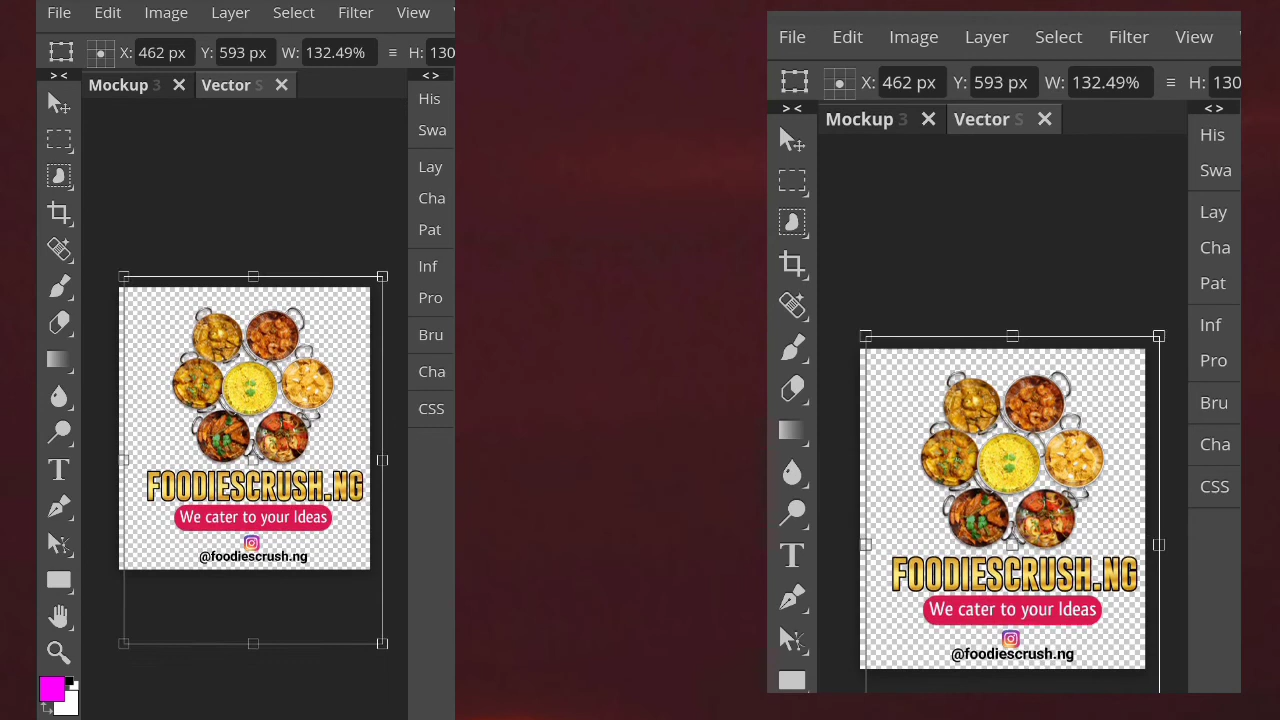 File Edit Image Layer Select Filter View
X: 462 px Y: 593 px W: 132.49% H: 130
> < < >
Mockup 3 Vector S
His
Swa
Lay
Cha
Pat
Inf
Pro
Bru
Cha
CSS
FOODIESCRUSH.NG
We cater to your Ideas
@foodiescrush.ng
File Edit Image Layer Select Filter View
X: 462 px Y: 593 px W: 132.49% H: 130
> < < >
Mockup 3 Vector S
His
Swa
Lay
Cha
Pat
Inf
Pro
Bru
Cha
CSS
FOODIESCRUSH.NG
We cater to your Ideas
@foodiescrush.ng